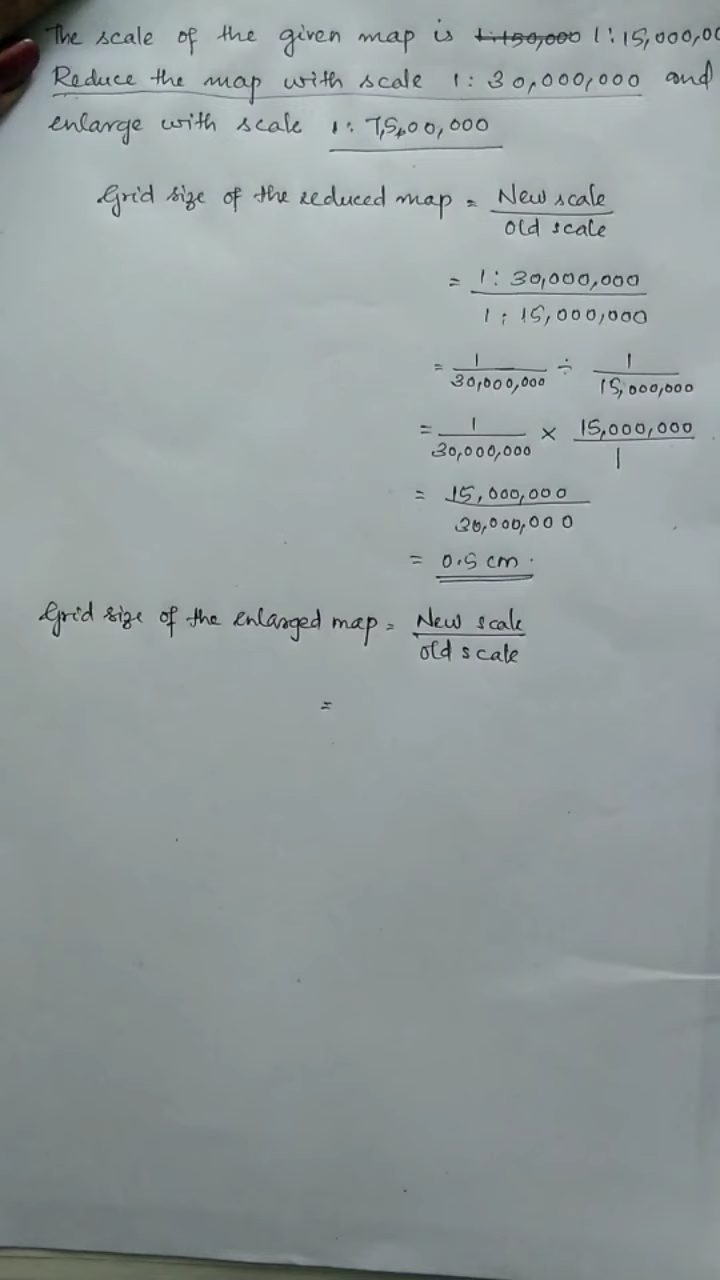 The scale of the given map is 1:150,000 1:15,000,00
Reduce the map with scale 1:30,000,000 and
enlarge with scale 1:7,5,00,000
Grid size of the reduced map = New scale
old scale
= 1:30,000,000
1:15,000,000
= 1 ÷ 1
30,000,000 15,000,000
= 1 × 15,000,000
30,000,000 1
= 15,000,000
30,000,000
= 0.5 cm.
Grid size of the enlarged map = New scale
old scale
=